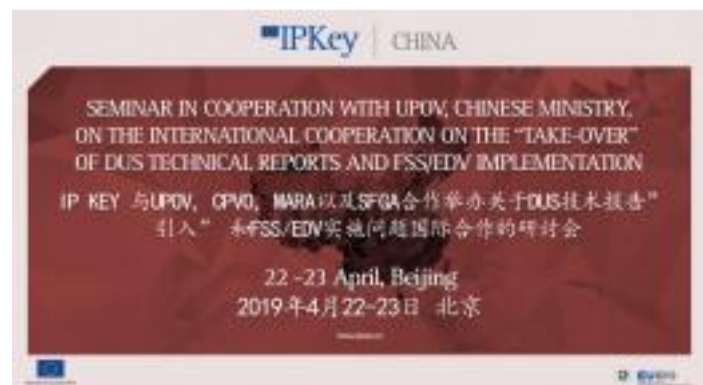 IPKey CHINA
SEMINAR IN COOPERATION WITH UPOV, CHINESE MINISTRY,
ON THE INTERNATIONAL COOPERATION ON THE “TAKE-OVER”
OF DUS TECHNICAL REPORTS AND FSS/EDV IMPLEMENTATION
IP KEY 与UPOV, CPVO, MARA以及SFGA合作举办关于DUS技术报告”
引入” 和FSS/EDV实施问题国际合作的研讨会
22 -23 April, Beijing
2019年4月22-23日 北京